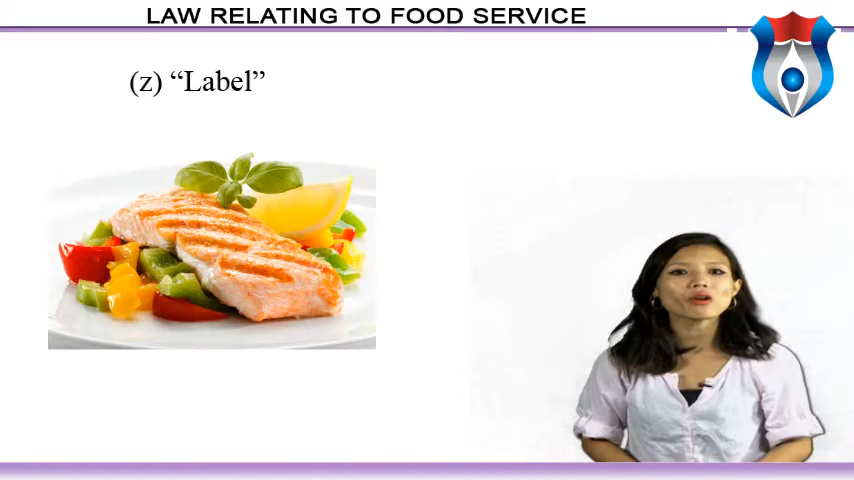 LAW RELATING TO FOOD SERVICE
(z) “Label”